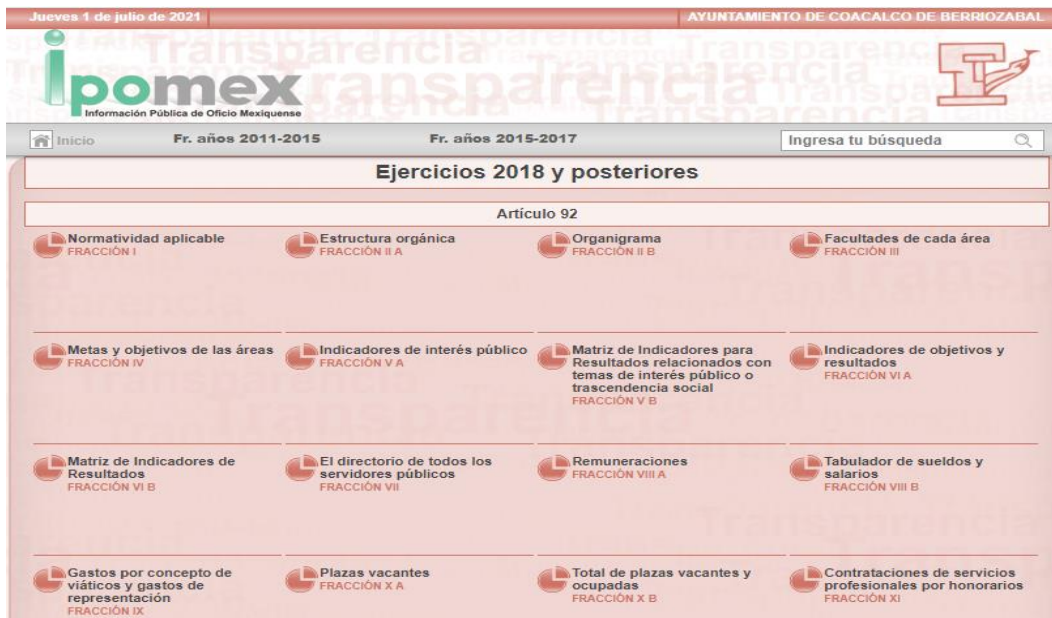 Jueves 1 de julio de 2021
AYUNTAMIENTO DE COACALCO DE BERRIOZABAL
Transparencia
ipomex
Información Pública de Oficio Mexiquense
Inicio
Fr. años 2011-2015
Fr. años 2015-2017
Ingresa tu búsqueda
Ejercicios 2018 y posteriores
Artículo 92
Normatividad aplicable
FRACCIÓN I
Estructura orgánica
FRACCIÓN II A
Organigrama
FRACCIÓN II B
Facultades de cada área
FRACCIÓN III
Metas y objetivos de las áreas
FRACCIÓN IV
Indicadores de interés público
FRACCIÓN V A
Matriz de Indicadores para
Resultados relacionados con
temas de interés público o
trascendencia social
FRACCIÓN V B
Indicadores de objetivos y
resultados
FRACCIÓN VI A
Matriz de Indicadores de
Resultados
FRACCIÓN VI B
El directorio de todos los
servidores públicos
FRACCIÓN VII
Remuneraciones
FRACCIÓN VIII A
Tabulador de sueldos y
salarios
FRACCIÓN VIII B
Gastos por concepto de
viáticos y gastos de
representación
FRACCIÓN IX
Plazas vacantes
FRACCIÓN X A
Total de plazas vacantes y
ocupadas
FRACCIÓN X B
Contrataciones de servicios
profesionales por honorarios
FRACCIÓN XI